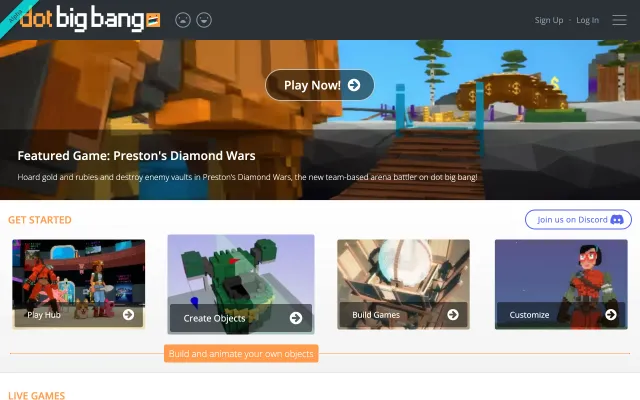 Alpha
dot big bang
Sign Up · Log In
Play Now!
Featured Game: Preston's Diamond Wars
Hoard gold and rubies and destroy enemy vaults in Preston's Diamond Wars, the new team-based arena battler on dot big bang!
GET STARTED
Join us on Discord
Play Hub
Create Objects
Build Games
Customize
Build and animate your own objects
LIVE GAMES